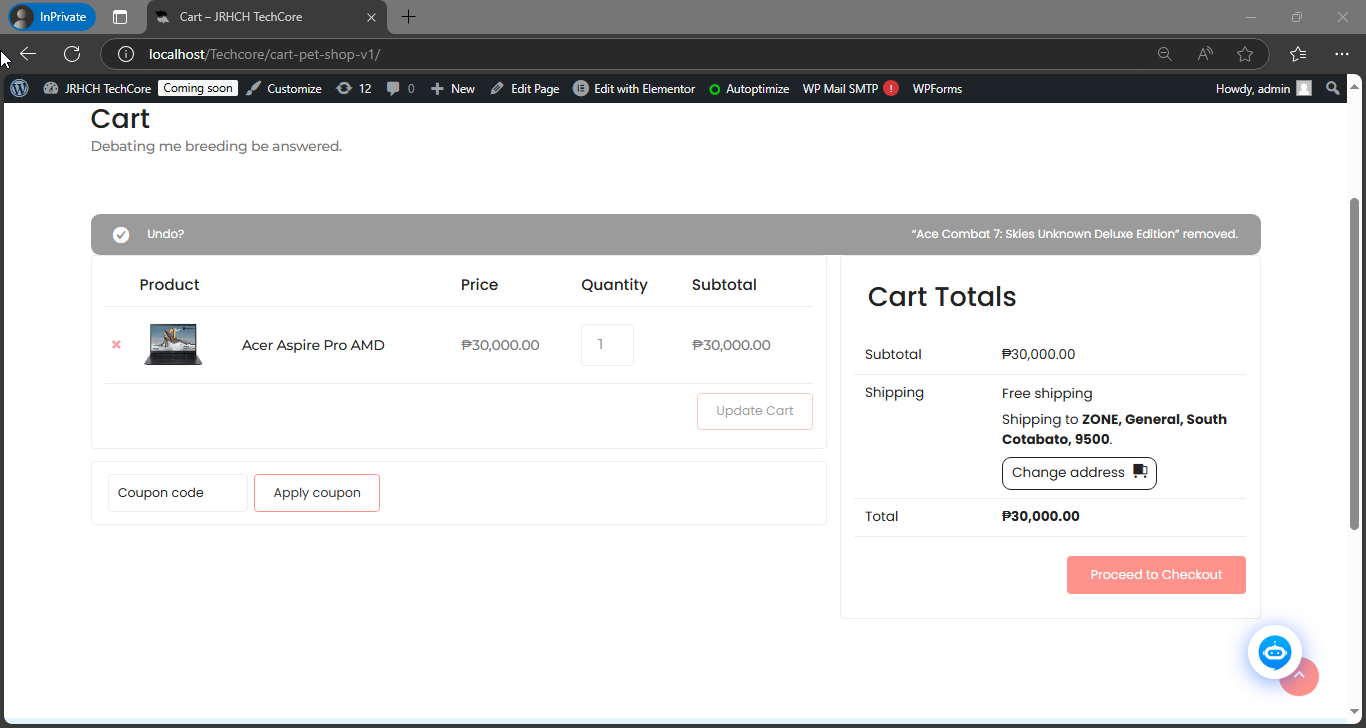 InPrivate
Cart – JRHCH TechCore
localhost/Techcore/cart-pet-shop-v1/
JRHCH TechCore Coming soon Customize 12 0 New Edit Page Edit with Elementor Autoptimize WP Mail SMTP ! WPForms Howdy, admin
Cart
Debating me breeding be answered.
Undo? “Ace Combat 7: Skies Unknown Deluxe Edition” removed.
Product Price Quantity Subtotal
Acer Aspire Pro AMD ₱30,000.00 1 ₱30,000.00
Update Cart
Coupon code Apply coupon
Cart Totals
Subtotal ₱30,000.00
Shipping Free shipping
Shipping to ZONE, General, South
Cotabato, 9500.
Change address
Total ₱30,000.00
Proceed to Checkout